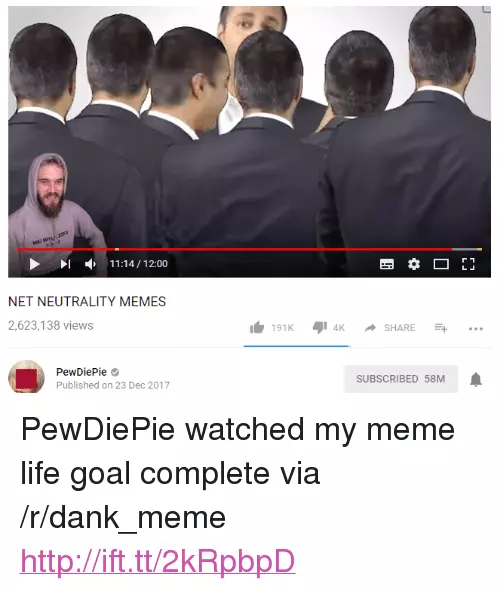 11:14 / 12:00
NET NEUTRALITY MEMES
2,623,138 views
191K 4K SHARE
PewDiePie
Published on 23 Dec 2017
SUBSCRIBED 58M
PewDiePie watched my meme
life goal complete via
/r/dank_meme
http://ift.tt/2kRpbpD